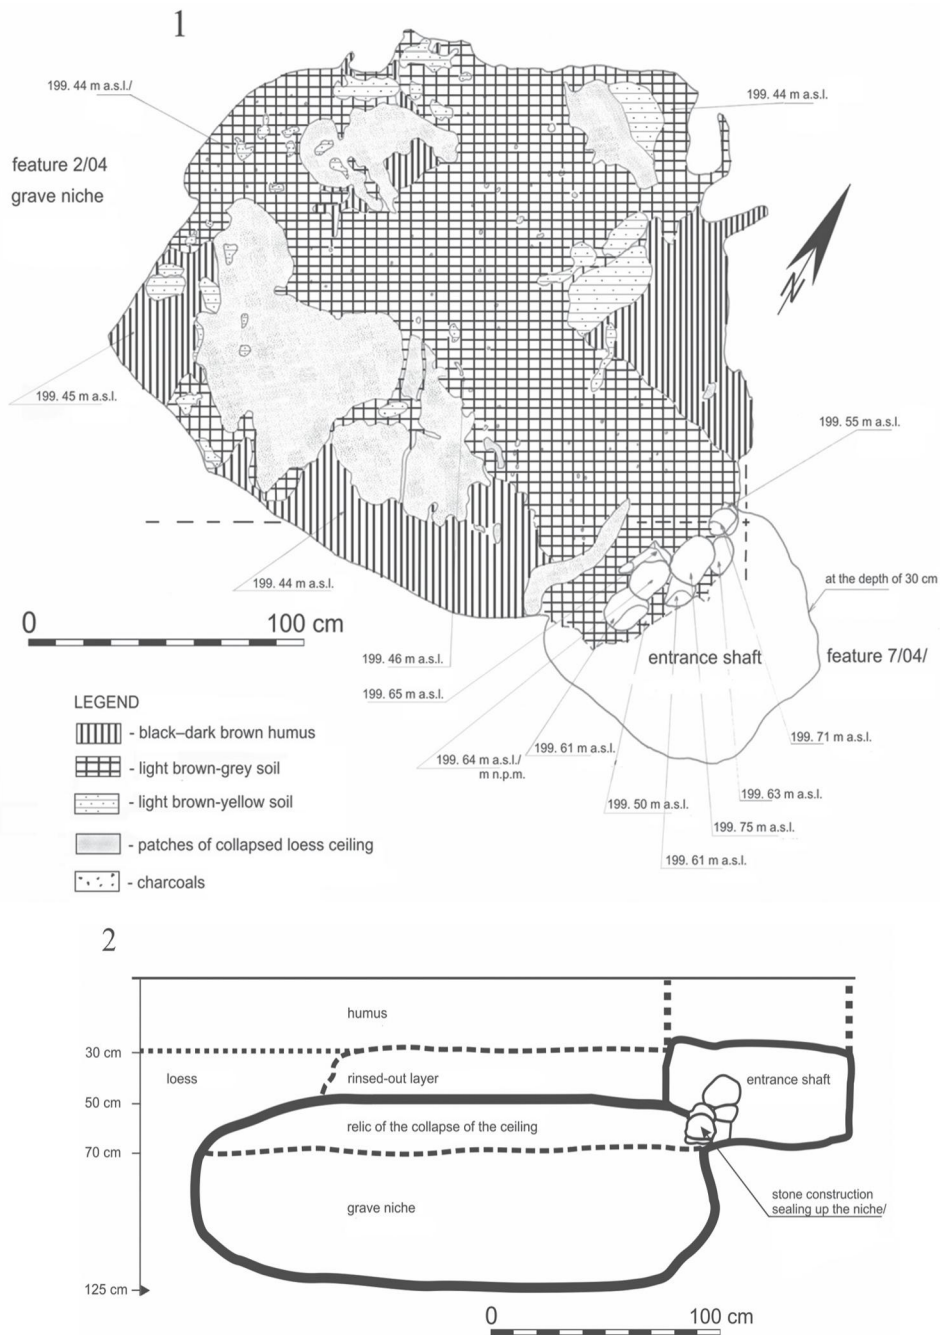 1
199. 44 m a.s.l./
199. 44 m a.s.l.
feature 2/04
grave niche
N
199. 45 m a.s.l.
199. 55 m a.s.l.
199. 44 m a.s.l.
at the depth of 30 cm
0 100 cm
entrance shaft
feature 7/04/
199. 46 m a.s.l.
199. 65 m a.s.l.
199. 71 m a.s.l.
199. 64 m a.s.l./
m n.p.m.
199. 61 m a.s.l.
199. 63 m a.s.l.
199. 50 m a.s.l.
199. 75 m a.s.l.
199. 61 m a.s.l.
LEGEND
- black–dark brown humus
- light brown-grey soil
- light brown-yellow soil
- patches of collapsed loess ceiling
- charcoals
2
humus
30 cm
loess
rinsed-out layer
entrance shaft
50 cm
relic of the collapse of the ceiling
70 cm
stone construction
sealing up the niche/
grave niche
125 cm
0 100 cm